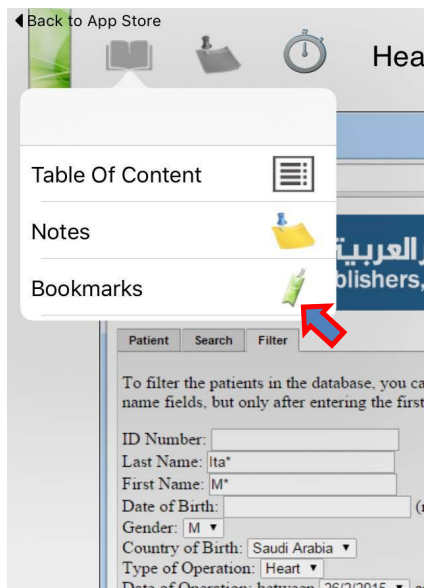 Back to App Store
Table Of Content
Notes
Bookmarks
العربية
blishers,
Patient Search Filter
To filter the patients in the database, you
name fields, but only after entering the first
ID Number:
Last Name: Ita*
First Name: M*
Date of Birth:
Gender: M
Country of Birth: Saudi Arabia
Type of Operation: Heart
Date of Operation: between 26/2/2015